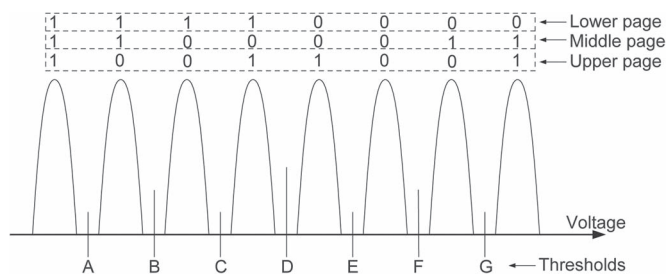 1 1 1 1 0 0 0 0 Lower page
1 1 0 0 0 0 1 1 Middle page
1 0 0 1 1 0 0 1 Upper page
Voltage
A B C D E F G Thresholds